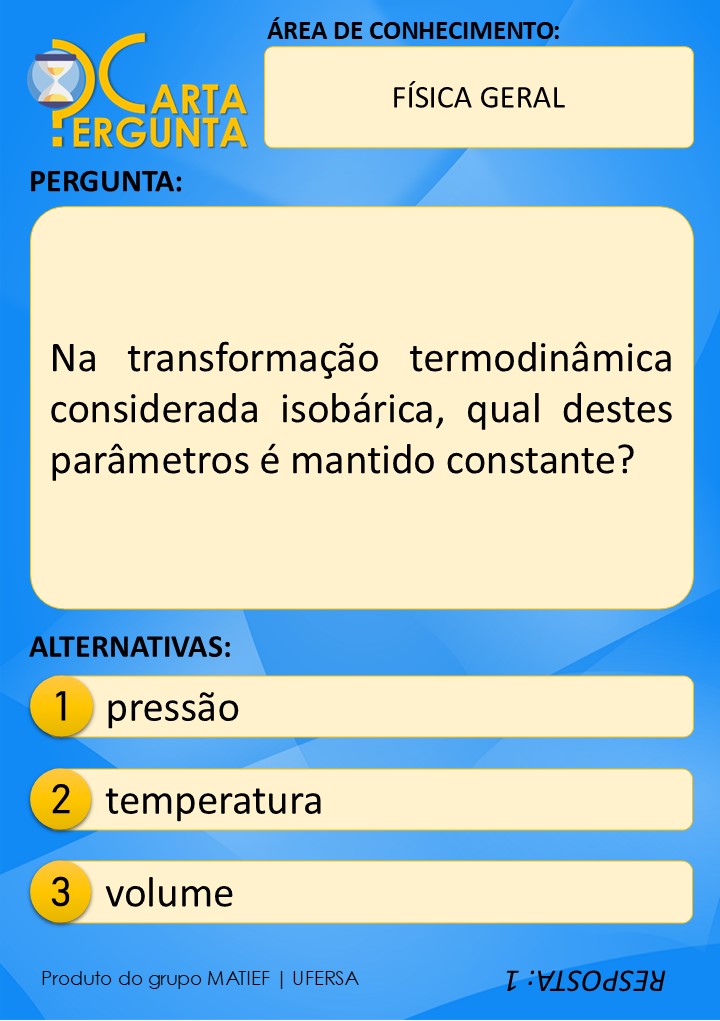 CARTA
PERGUNTA
ÁREA DE CONHECIMENTO:
FÍSICA GERAL
PERGUNTA:
Na transformação termodinâmica
considerada isobárica, qual destes
parâmetros é mantido constante?
ALTERNATIVAS:
1 pressão
2 temperatura
3 volume
Produto do grupo MATIEF | UFERSA
RESPOSTA: 1